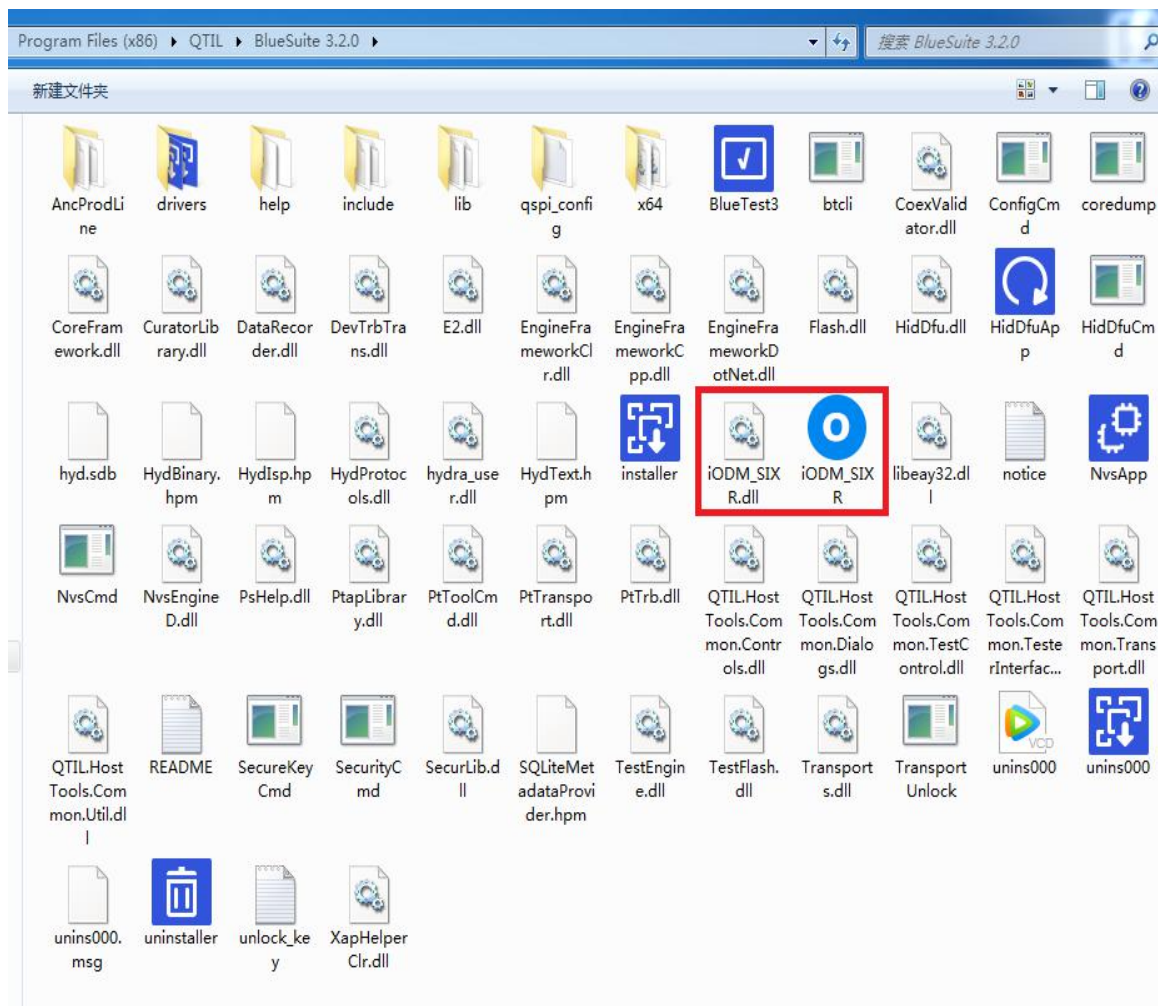 Program Files (x86) ▸ QTIL ▸ BlueSuite 3.2.0 ▸
搜索 BlueSuite 3.2.0
新建文件夹
AncProdLi
ne
drivers
help
include
lib
qspi_confi
g
x64
BlueTest3
btcli
CoexValid
ator.dll
ConfigCm
d
coredump
CoreFram
ework.dll
CuratorLib
rary.dll
DataRecor
der.dll
DevTrbTra
ns.dll
E2.dll
EngineFra
meworkCl
r.dll
EngineFra
meworkC
pp.dll
EngineFra
meworkD
otNet.dll
Flash.dll
HidDfu.dll
HidDfuAp
p
HidDfuCm
d
hyd.sdb
HydBinary.
hpm
HydIsp.hp
m
HydProtoc
ols.dll
hydra_use
r.dll
HydText.h
pm
installer
iODM_SIX
R.dll
O
iODM_SIX
R
libeay32.dl
l
notice
NvsApp
NvsCmd
NvsEngine
D.dll
PsHelp.dll
PtapLibrar
y.dll
PtToolCm
d.dll
PtTranspo
rt.dll
PtTrb.dll
QTIL.Host
Tools.Com
mon.Contr
ols.dll
QTIL.Host
Tools.Com
mon.Dialo
gs.dll
QTIL.Host
Tools.Com
mon.TestC
ontrol.dll
QTIL.Host
Tools.Com
mon.Teste
rInterfac...
QTIL.Host
Tools.Com
mon.Trans
port.dll
QTIL.Host
Tools.Com
mon.Util.dl
l
README
SecureKey
Cmd
SecurityC
md
SecurLib.d
ll
SQLiteMet
adataProvi
der.hpm
TestEngin
e.dll
TestFlash.
dll
Transport
s.dll
Transport
Unlock
VCD
unins000
unins000
unins000.
msg
uninstaller
unlock_ke
y
XapHelper
Clr.dll